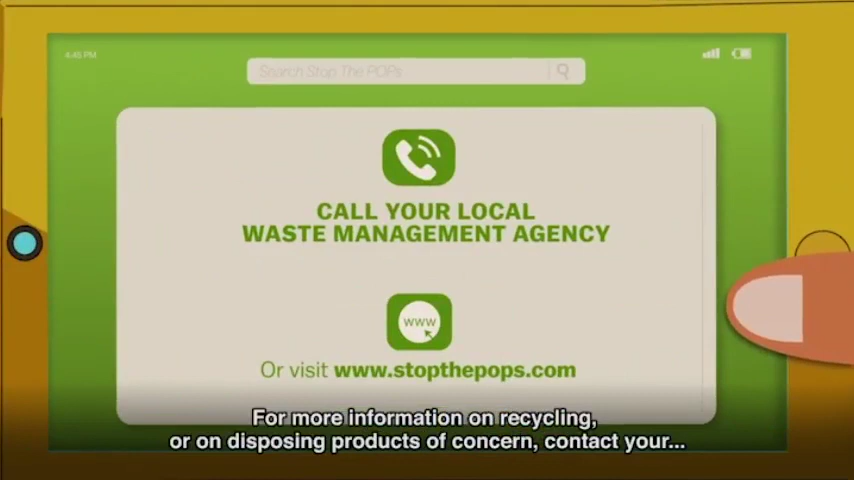 4:45 PM
Search Stop The POPs
CALL YOUR LOCAL
WASTE MANAGEMENT AGENCY
www
Or visit www.stopthepops.com
For more information on recycling,
or on disposing products of concern, contact your...